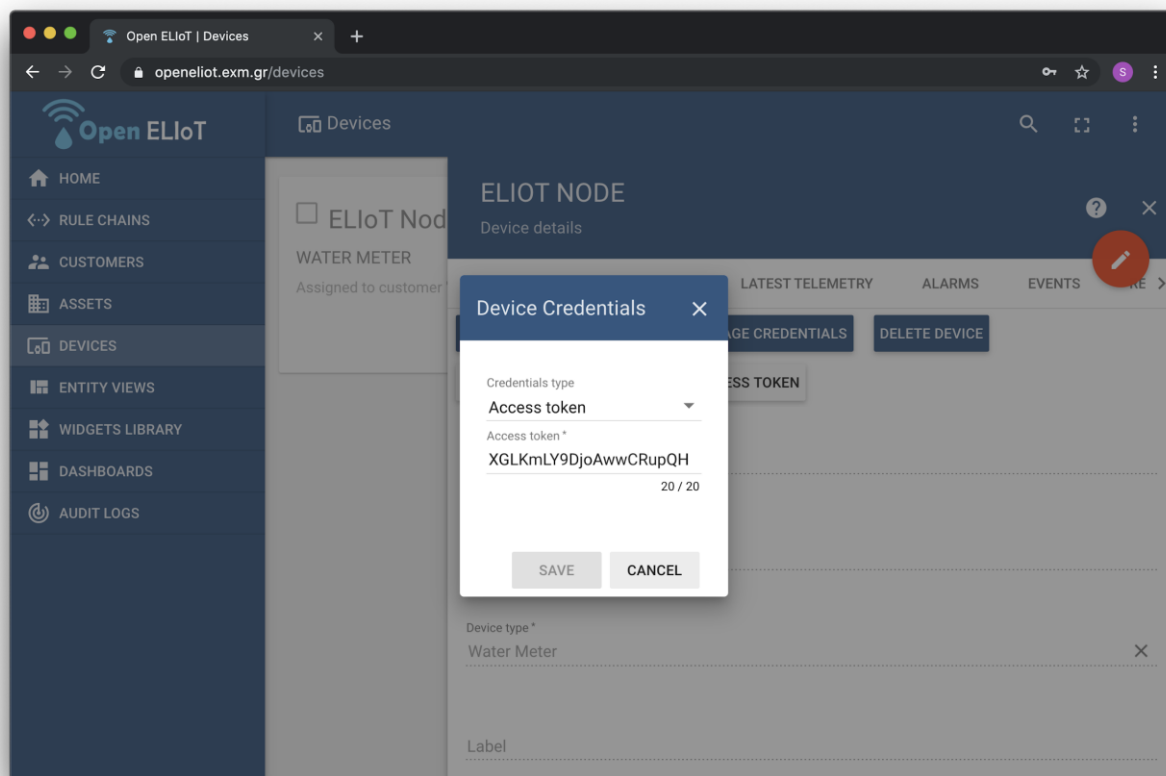 Open ELIoT | Devices
openeliot.exm.gr/devices
S
Open ELIoT
Devices
HOME
RULE CHAINS
CUSTOMERS
ASSETS
DEVICES
ENTITY VIEWS
WIDGETS LIBRARY
DASHBOARDS
AUDIT LOGS
ELIoT Nod
WATER METER
Assigned to customer
ELIOT NODE
Device details
LATEST TELEMETRY ALARMS EVENTS RE
AGE CREDENTIALS DELETE DEVICE
ESS TOKEN
Device Credentials
Credentials type
Access token
Access token *
XGLKmLY9DjoAwwCRupQH
20 / 20
SAVE CANCEL
Device type *
Water Meter
Label